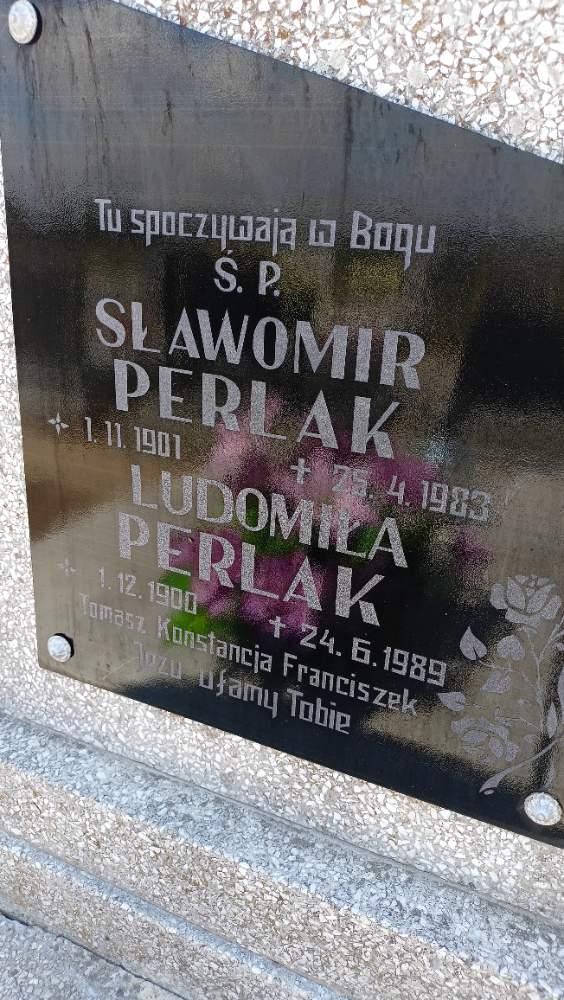 Tu spoczywają w Bogu
Ś. P.
SŁAWOMIR
PERLAK
1. 11. 1901 25. 4. 1983
LUDOMIŁA
PERLAK
1. 12. 1900 24. 6. 1989
Tomasz Konstancja Franciszek
Jezu Ufamy Tobie